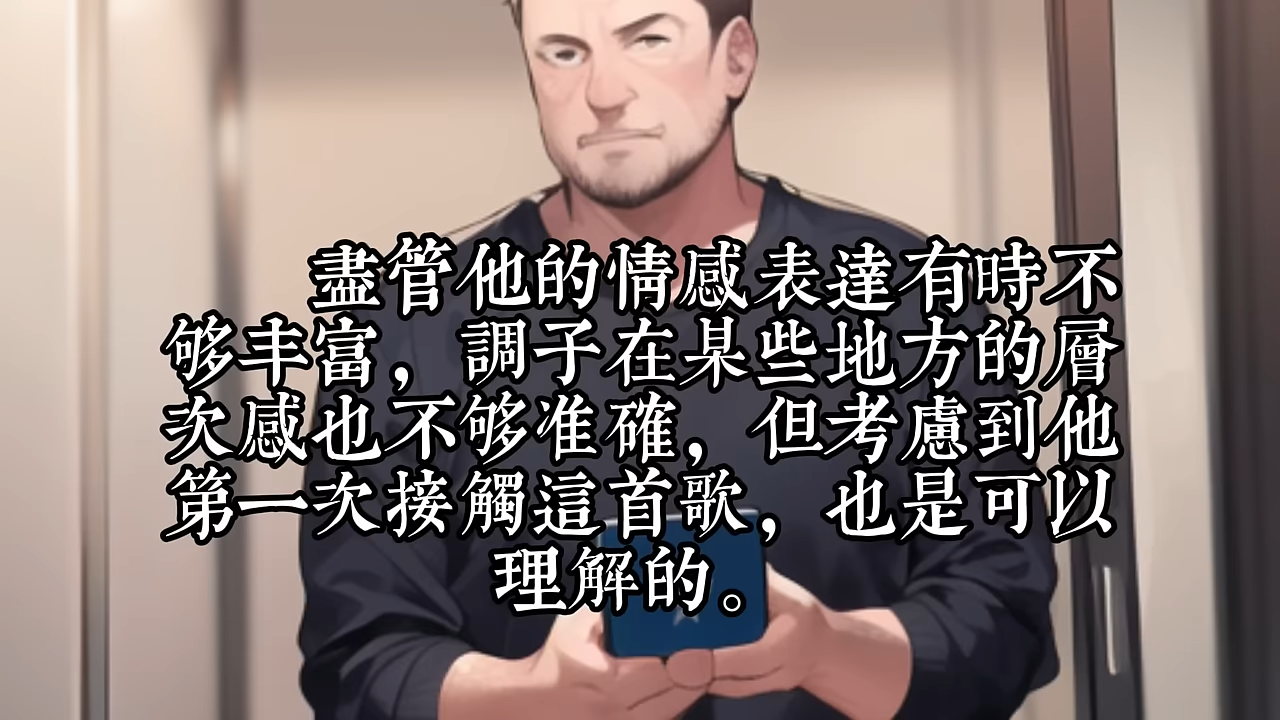 盡管他的情感表達有時不
够丰富，調子在某些地方的層
次感也不够准確，但考慮到他
第一次接觸這首歌，也是可以
理解的。